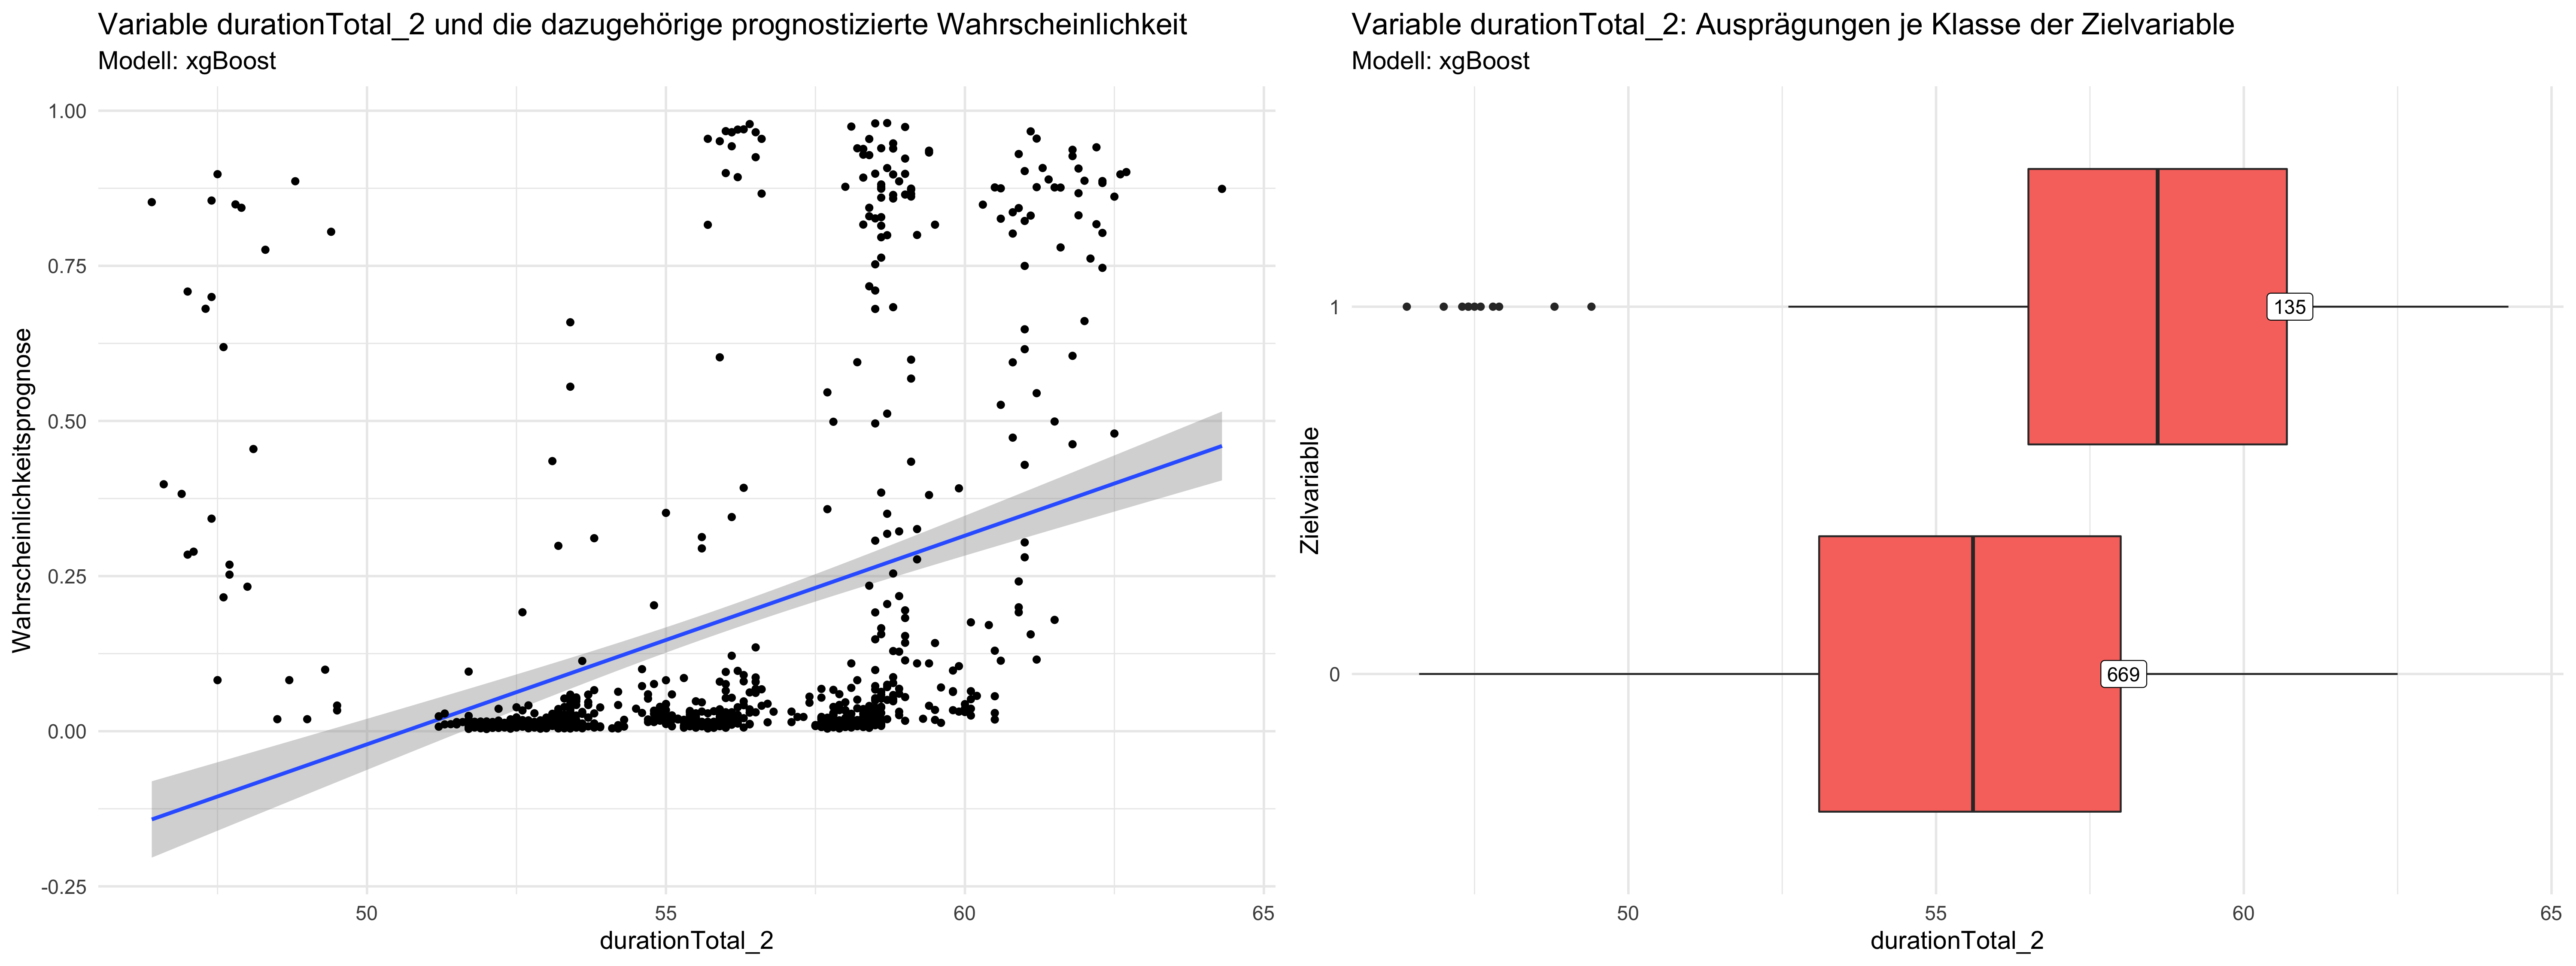 Variable durationTotal_2 und die dazugehörige prognostizierte Wahrscheinlichkeit
Modell: xgBoost
1.00
0.75
0.50
0.25
0.00
-0.25
Wahrscheinlichkeitsprognose
50
55
60
65
durationTotal_2
Variable durationTotal_2: Ausprägungen je Klasse der Zielvariable
Modell: xgBoost
1
0
Zielvariable
135
669
50
55
60
65
durationTotal_2